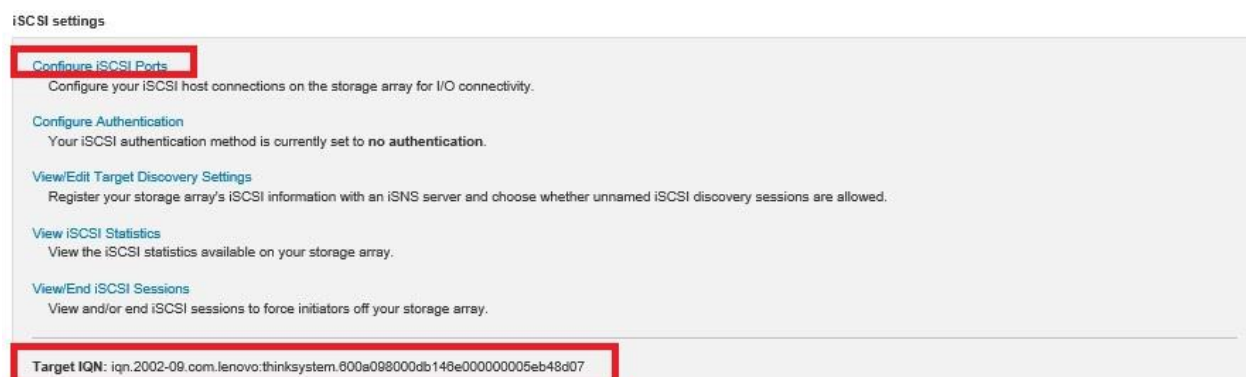 iSCSI settings
Configure iSCSI Ports
Configure your iSCSI host connections on the storage array for I/O connectivity.
Configure Authentication
Your iSCSI authentication method is currently set to no authentication.
View/Edit Target Discovery Settings
Register your storage array's iSCSI information with an iSNS server and choose whether unnamed iSCSI discovery sessions are allowed.
View iSCSI Statistics
View the iSCSI statistics available on your storage array.
View/End iSCSI Sessions
View and/or end iSCSI sessions to force initiators off your storage array.
Target IQN: iqn.2002-09.com.lenovo:thinksystem.600a098000db146e000000005eb48d07